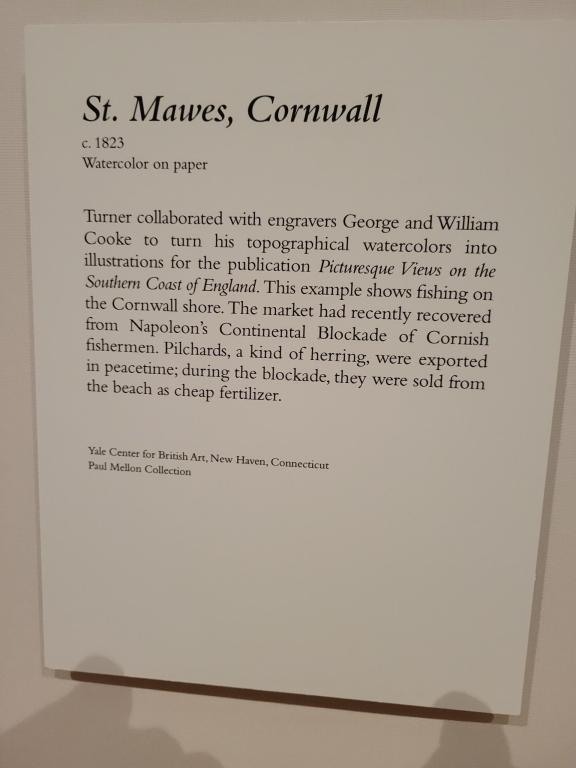 St. Mawes, Cornwall
c. 1823
Watercolor on paper
Turner collaborated with engravers George and William
Cooke to turn his topographical watercolors into
illustrations for the publication Picturesque Views on the
Southern Coast of England. This example shows fishing on
the Cornwall shore. The market had recently recovered
from Napoleon's Continental Blockade of Cornish
fishermen. Pilchards, a kind of herring, were exported
in peacetime; during the blockade, they were sold from
the beach as cheap fertilizer.
Yale Center for British Art, New Haven, Connecticut
Paul Mellon Collection